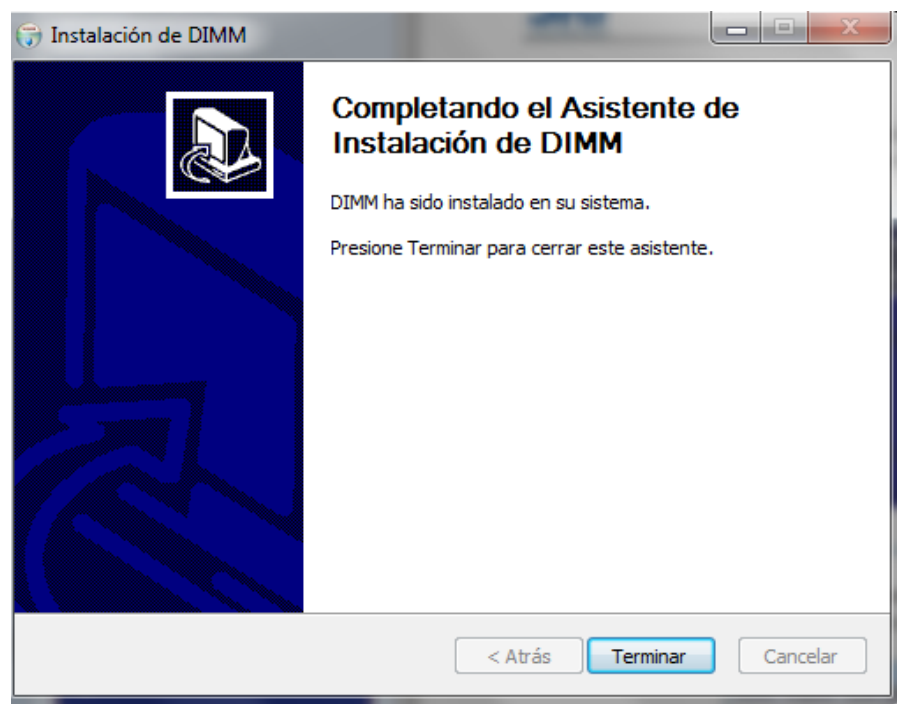 Instalación de DIMM
Completando el Asistente de
Instalación de DIMM
DIMM ha sido instalado en su sistema.
Presione Terminar para cerrar este asistente.
< Atrás
Terminar
Cancelar